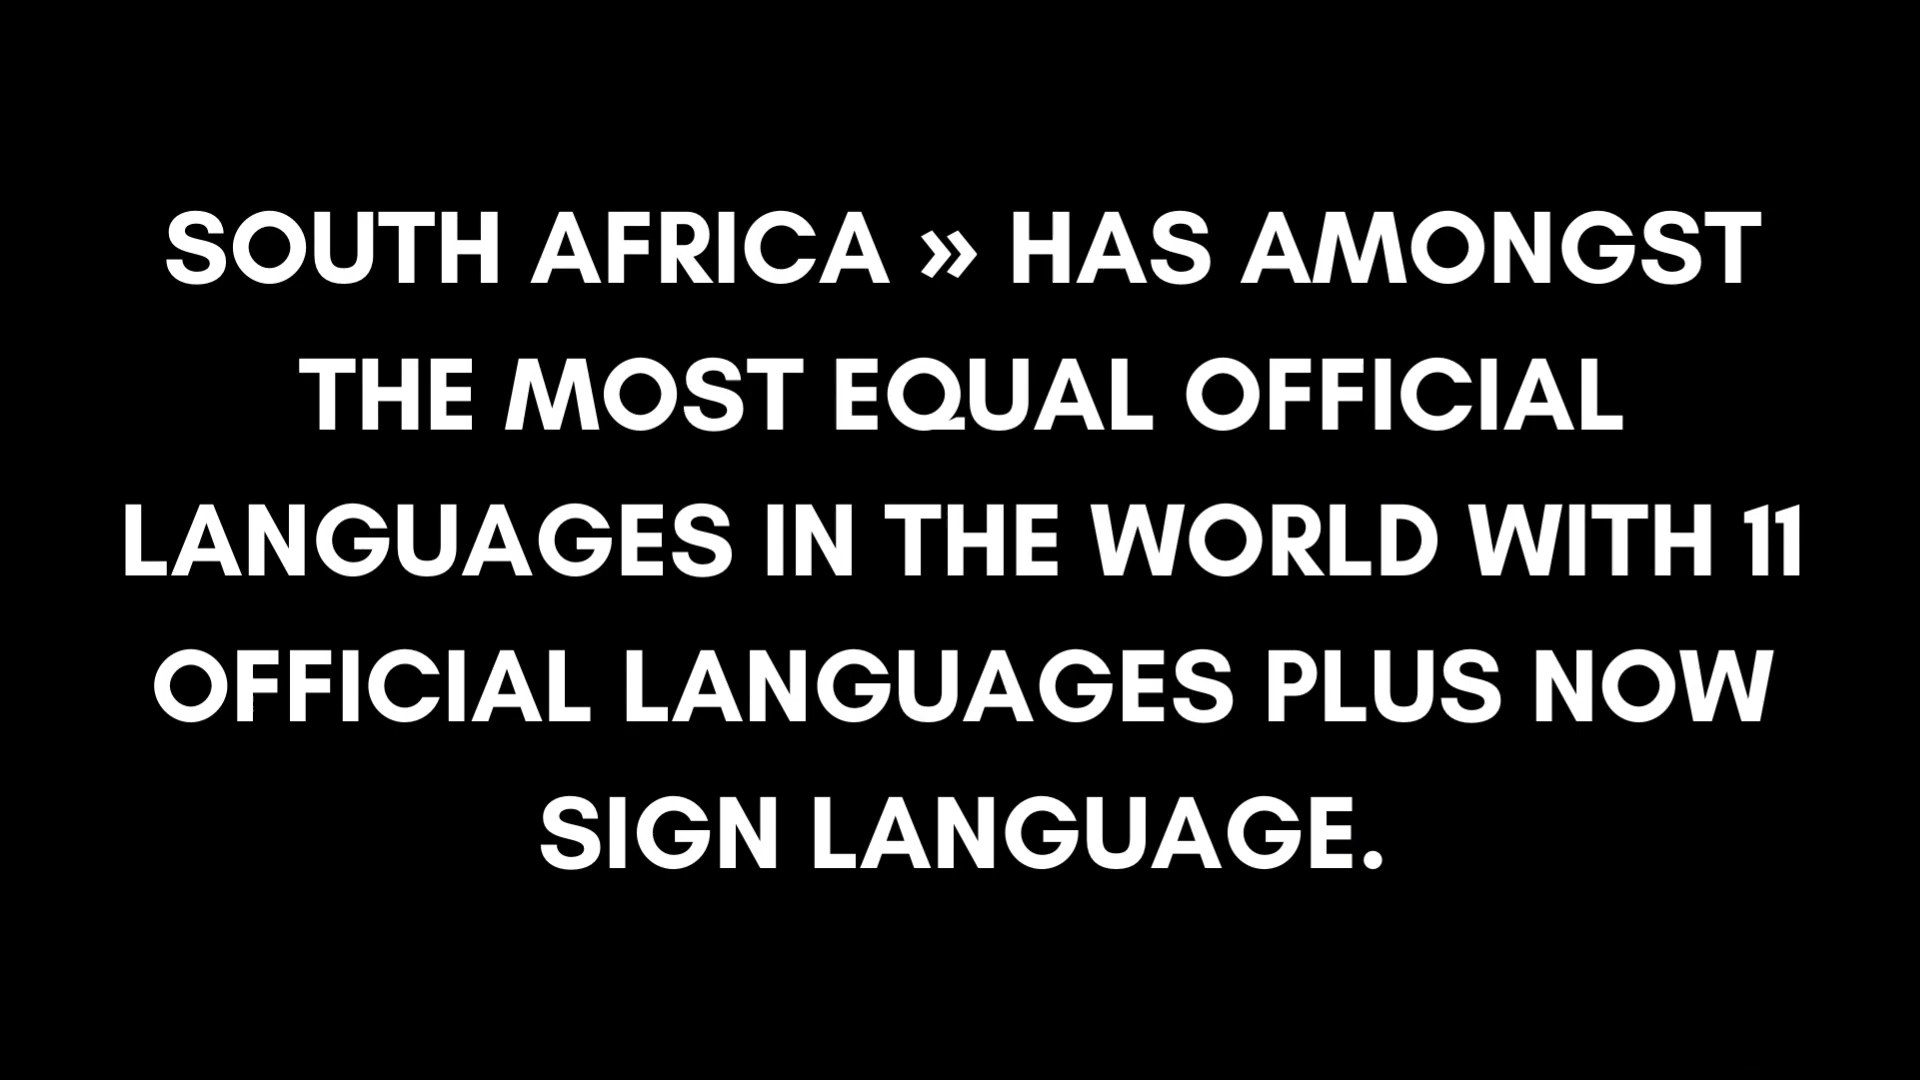 SOUTH AFRICA » HAS AMONGST
THE MOST EQUAL OFFICIAL
LANGUAGES IN THE WORLD WITH 11
OFFICIAL LANGUAGES PLUS NOW
SIGN LANGUAGE.